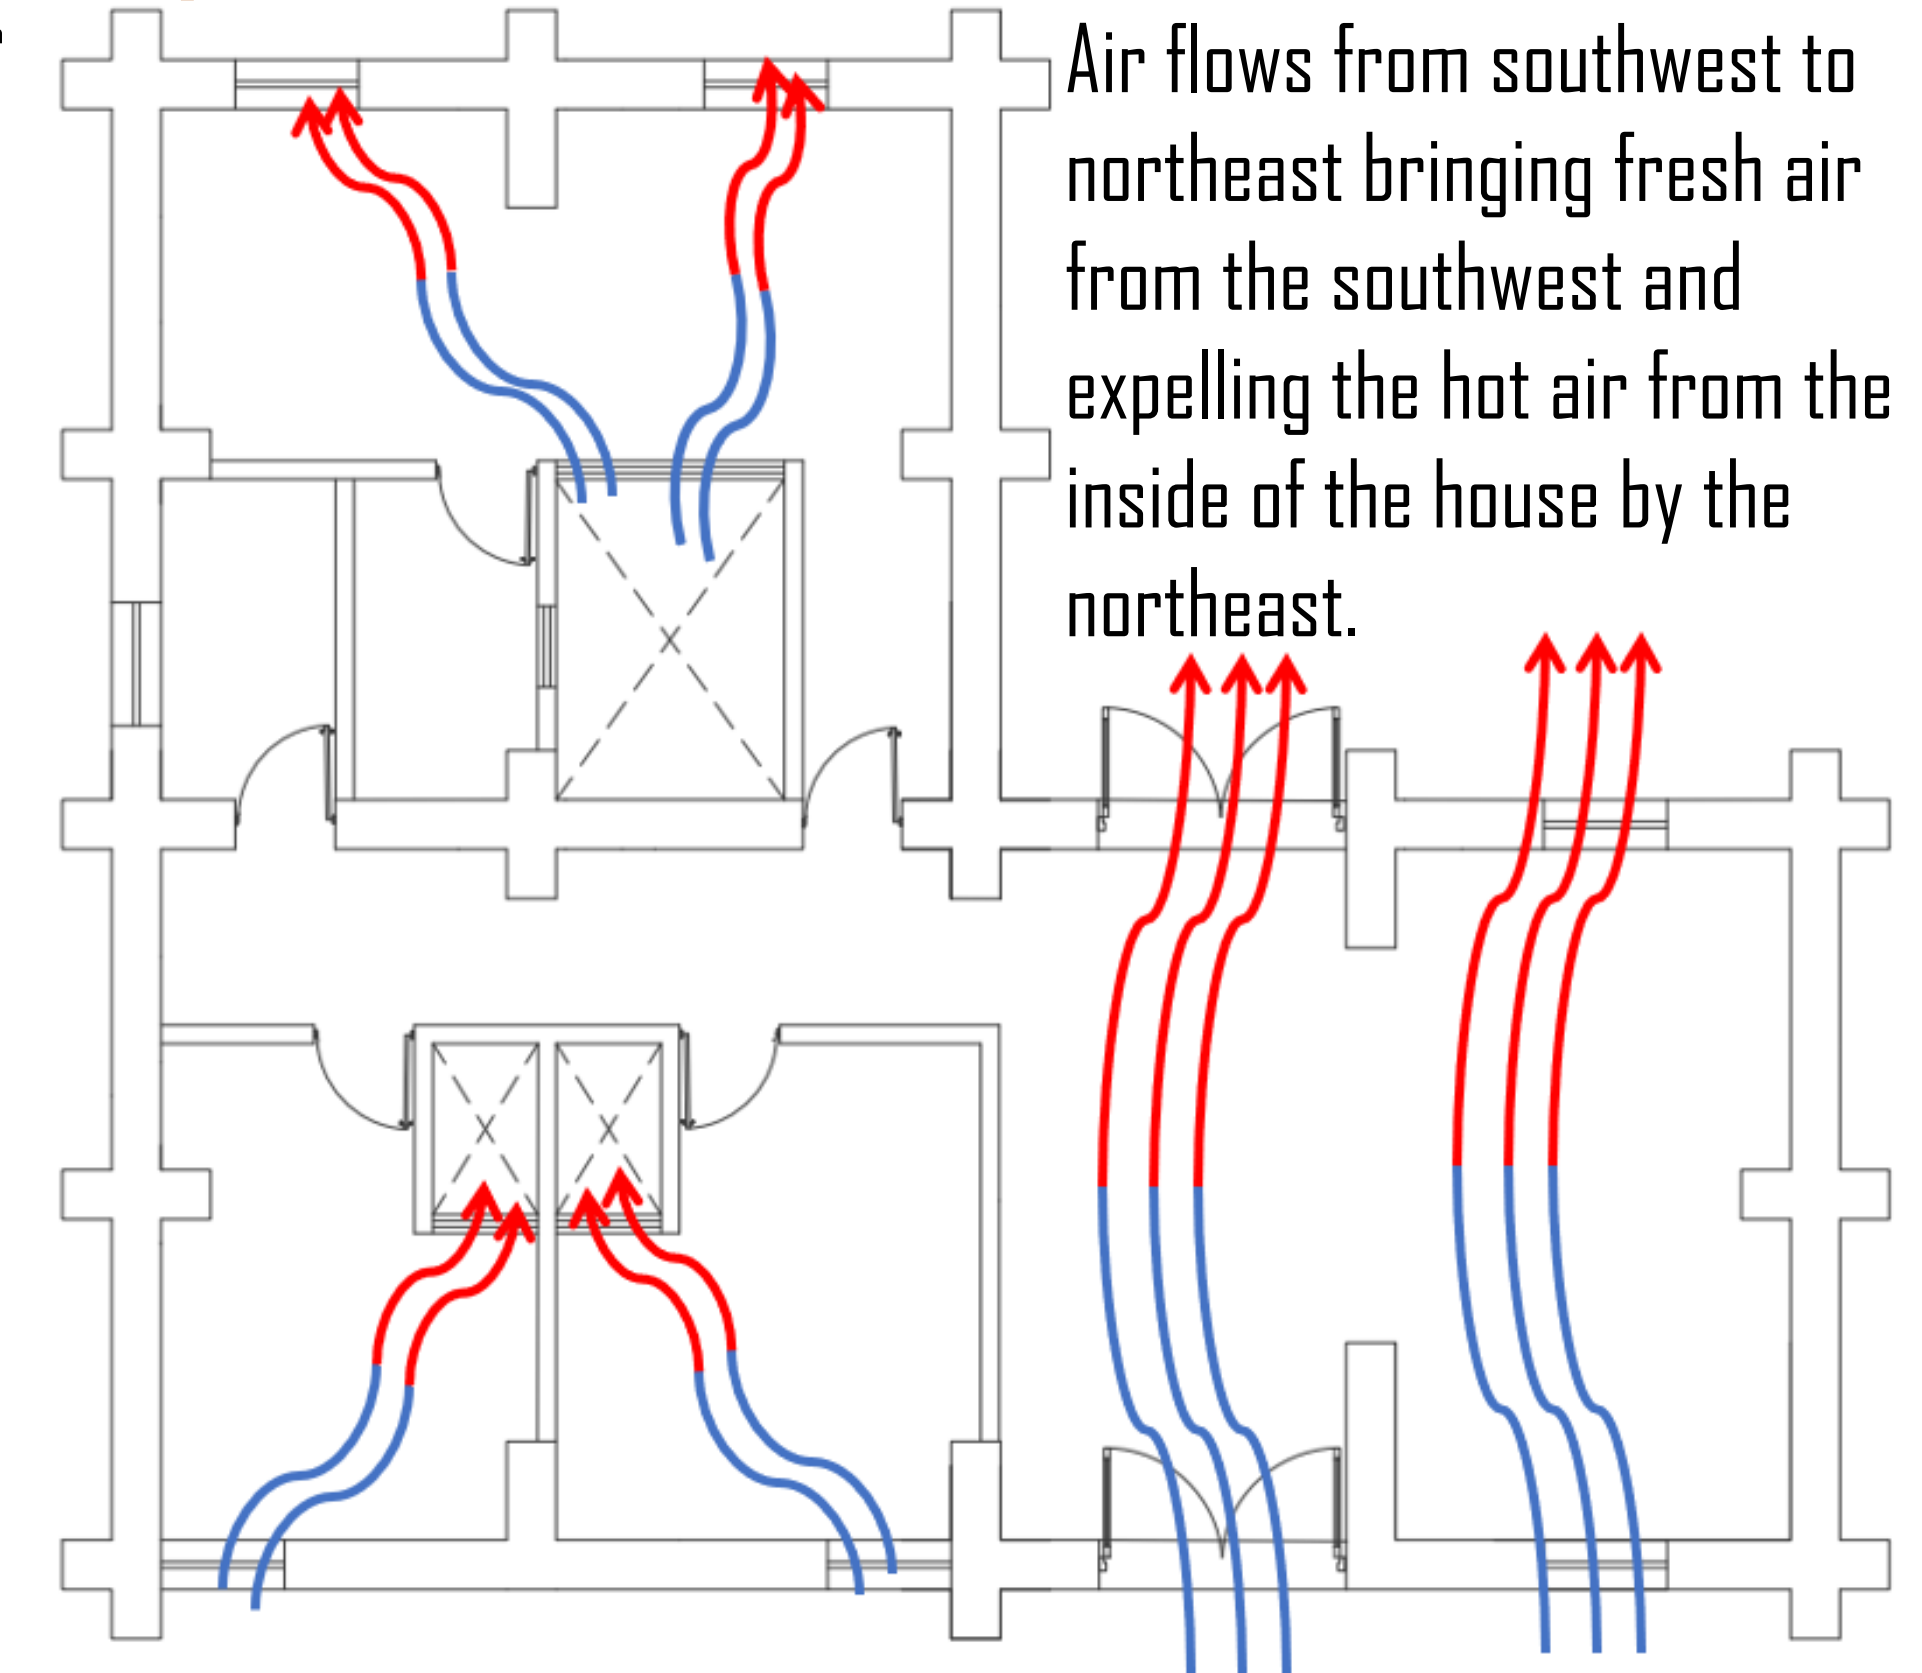 Air flows from southwest to
northeast bringing fresh air
from the southwest and
expelling the hot air from the
inside of the house by the
northeast.